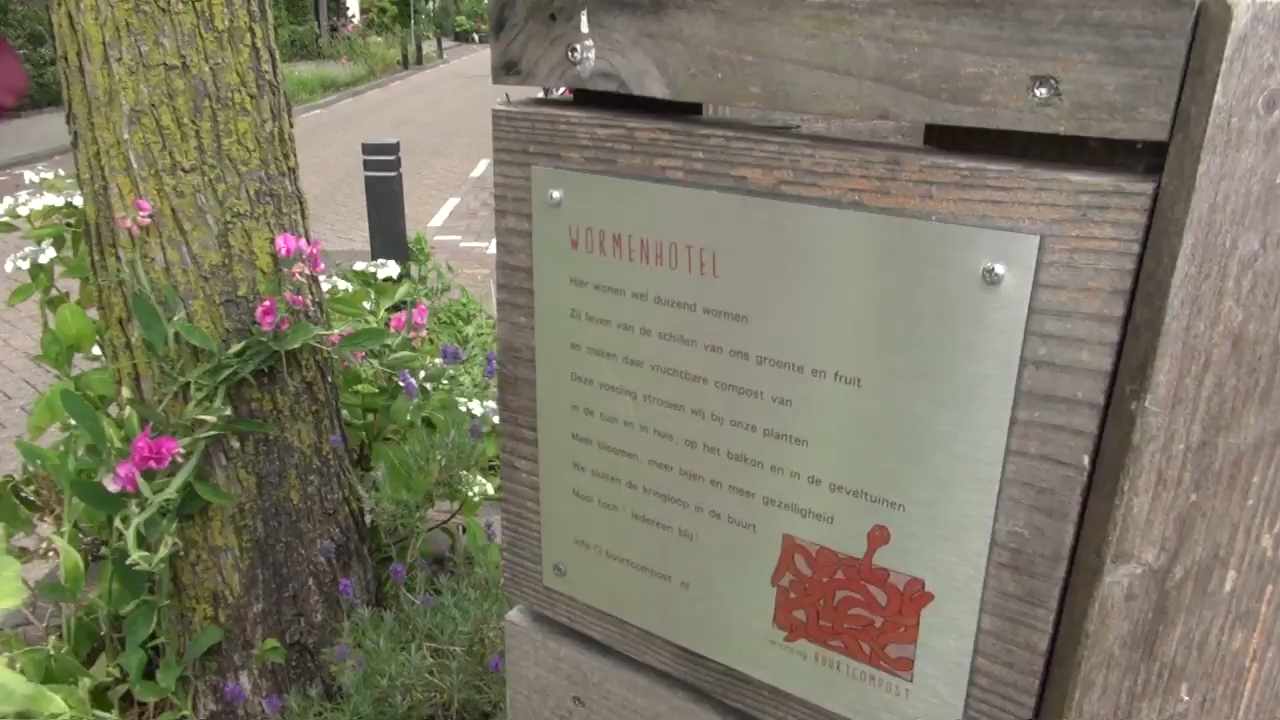 WORMENHOTEL
Hier wonen wel duizend wormen
Zij leven van de schillen van ons groente en fruit
en maken daar vruchtbare compost van
Deze voeding strooien wij bij onze planten
in de tuin en in huis, op het balkon en in de geveltuinen
Meer bloemen, meer bijen en meer gezelligheid
We sluiten de kringloop in de buurt
Mooi toch! Iedereen blij!
info@buurtcompost.nl
BUURTCOMPOST